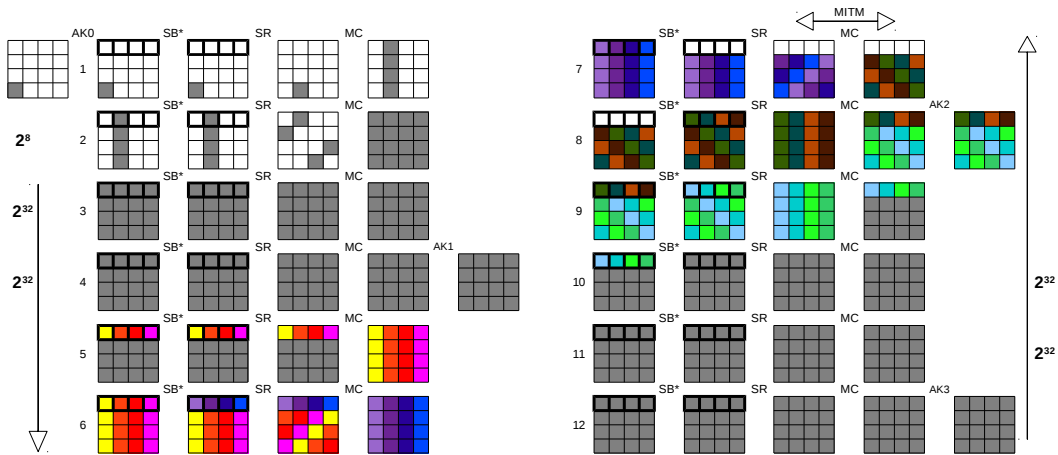 MITM
AK0 SB* SR MC
1
SB* SR MC
7
SB* SR MC
2⁸ 2
SB* SR MC AK2
8
SB* SR MC
2³² 3
SB* SR MC
9
SB* SR MC AK1
2³² 4
SB* SR MC
10 2³²
SB* SR MC
5
SB* SR MC
11 2³²
SB* SR MC
6
SB* SR MC AK3
12